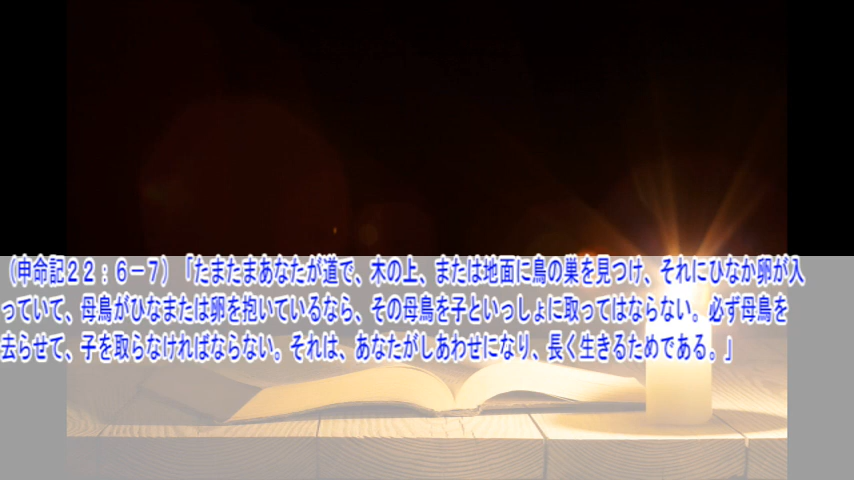 （申命記２２：６－７）「たまたまあなたが道で、木の上、または地面に鳥の巣を見つけ、それにひなか卵が入
っていて、母鳥がひなまたは卵を抱いているなら、その母鳥を子といっしょに取ってはならない。必ず母鳥を
去らせて、子を取らなければならない。それは、あなたがしあわせになり、長く生きるためである。」